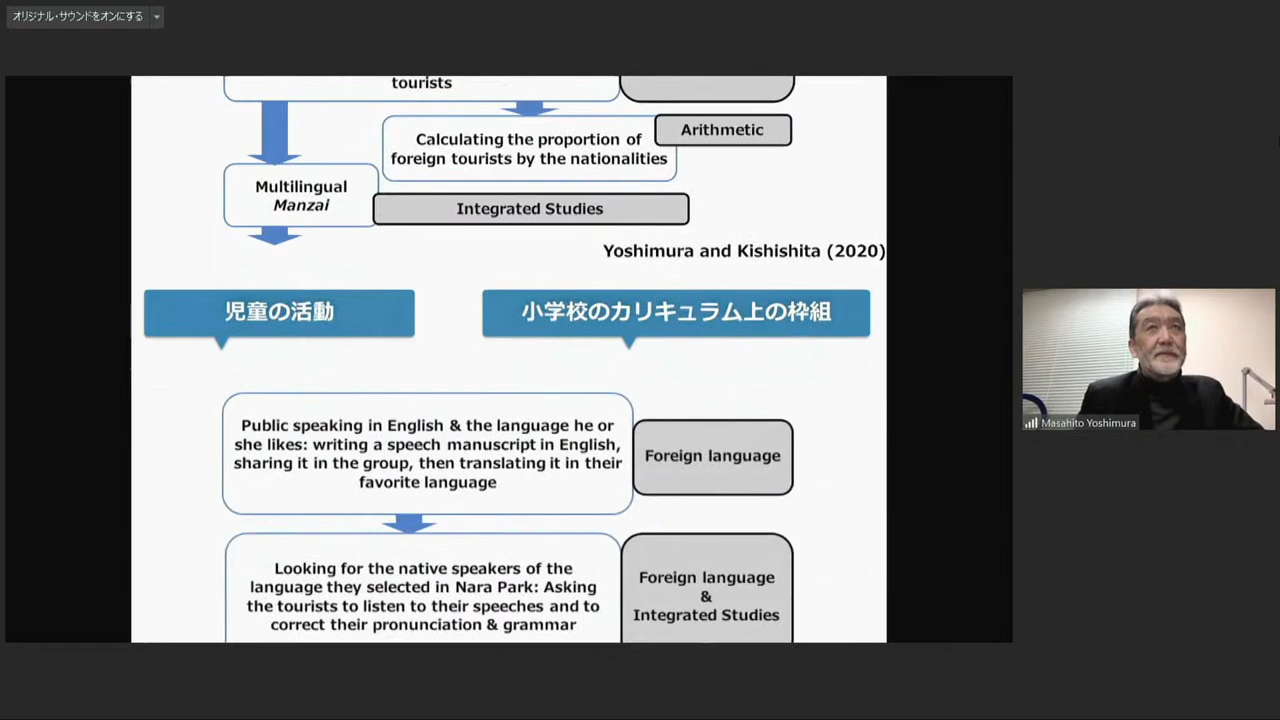 オリジナル・サウンドをオンにする
tourists
Calculating the proportion of
foreign tourists by the nationalities
Arithmetic
Multilingual
Manzai
Integrated Studies
Yoshimura and Kishishita (2020)
児童の活動
小学校のカリキュラム上の枠組
Public speaking in English & the language he or
she likes: writing a speech manuscript in English,
sharing it in the group, then translating it in their
favorite language
Foreign language
Looking for the native speakers of the
language they selected in Nara Park: Asking
the tourists to listen to their speeches and to
correct their pronunciation & grammar
Foreign language
&
Integrated Studies
Masahito Yoshimura